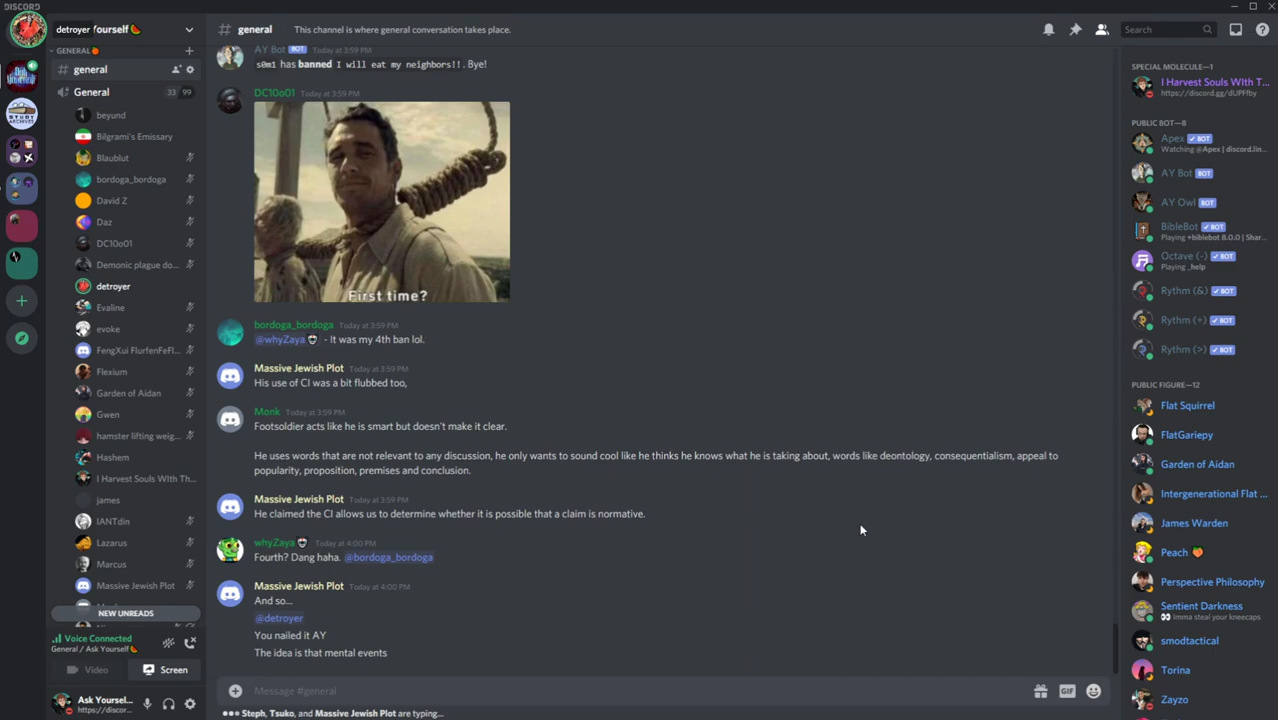 DISCORD
detroyer
Yourself 🍉
# general
This channel is where general conversation takes place.
Search
GENERAL🍑
# general
General
33 99
beyund
Bilgrami's Emissary
Blaublut
bordoga_bordoga
David Z
Daz
DC10o01
Demonic plague do...
detroyer
Evaline
evoke
FengXui FlurfenFeFl...
Flexium
Garden of Aidan
Gwen
hamster lifting weig...
Hashem
I Harvest Souls WIth Th...
james
IANTdin
Lazarus
Marcus
Massive Jewish Plot
NEW UNREADS
Voice Connected
General / Ask Yourself🍉
Video
Screen
Ask Yoursel...
https://discor...
AY Bot BOT Today at 3:59 PM
s0m1 has banned I will eat my neighbors!!. Bye!
DC10o01 Today at 3:59 PM
First time?
bordoga_bordoga Today at 3:59 PM
@whyZaya - It was my 4th ban lol.
Massive Jewish Plot Today at 3:59 PM
His use of CI was a bit flubbed too,
Monk Today at 3:59 PM
Footsoldier acts like he is smart but doesn't make it clear.
He uses words that are not relevant to any discussion, he only wants to sound cool like he thinks he knows what he is taking about, words like deontology, consequentialism, appeal to
popularity, proposition, premises and conclusion.
Massive Jewish Plot Today at 3:59 PM
He claimed the CI allows us to determine whether it is possible that a claim is normative.
whyZaya Today at 4:00 PM
Fourth? Dang haha. @bordoga_bordoga
Massive Jewish Plot Today at 4:00 PM
And so...
@detroyer
You nailed it AY
The idea is that mental events
Message #general
GIF
Steph, Tsuko, and Massive Jewish Plot are typing...
SPECIAL MOLECULE—1
I Harvest Souls WIth T...
https://discord.gg/dUPFfby
PUBLIC BOT—8
Apex ✓ BOT
Watching @Apex | discord.lin...
AY Bot BOT
AY Owl BOT
BibleBot ✓ BOT
Playing +biblebot 8.0.0 | Shar...
Octave (-) ✓ BOT
Playing _help
Rythm (&) ✓ BOT
Rythm (+) ✓ BOT
Rythm (>) ✓ BOT
PUBLIC FIGURE—12
Flat Squirrel
FlatGariepy
Garden of Aidan
Intergenerational Flat ...
James Warden
Peach 🍑
Perspective Philosophy
Sentient Darkness
👀 Imma steal your kneecaps
smodtactical
Torina
Zayzo